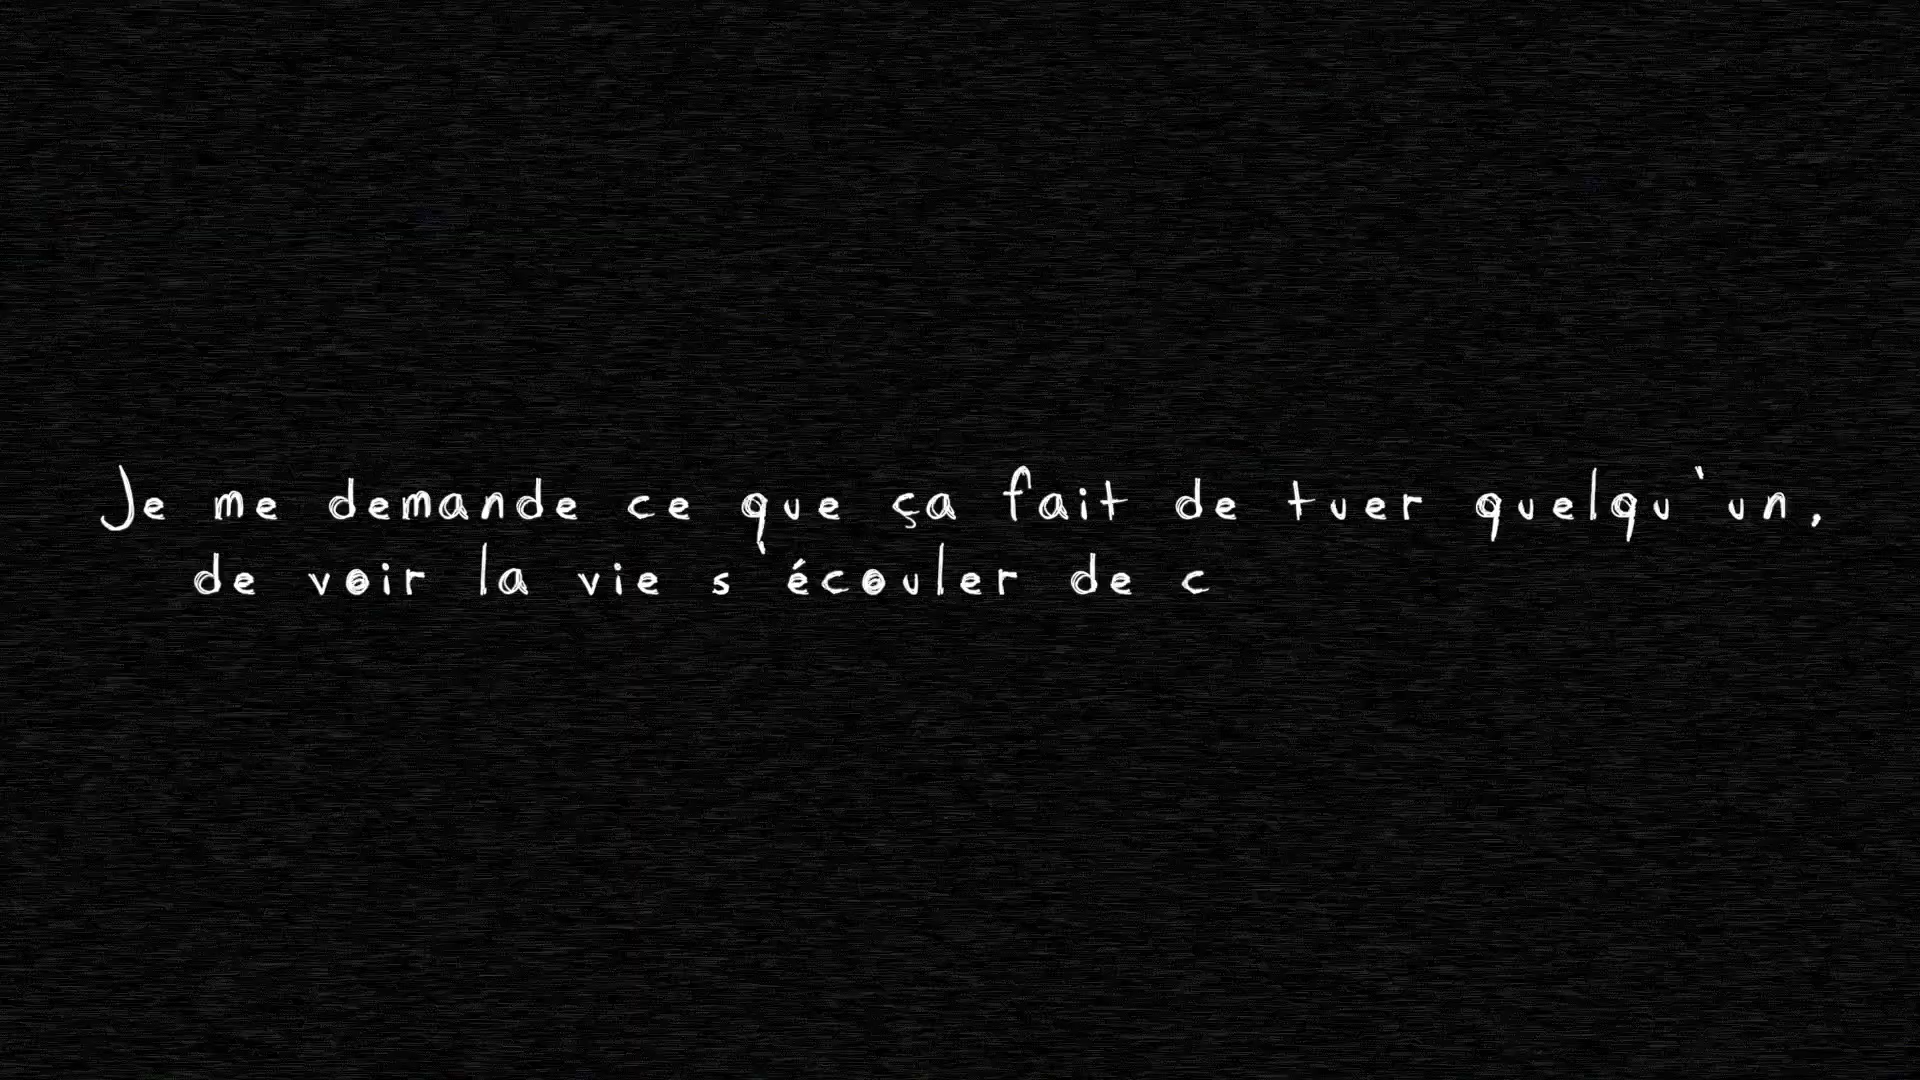 Je me demande ce que ça fait de tuer quelqu'un,
de voir la vie s'écouler de c